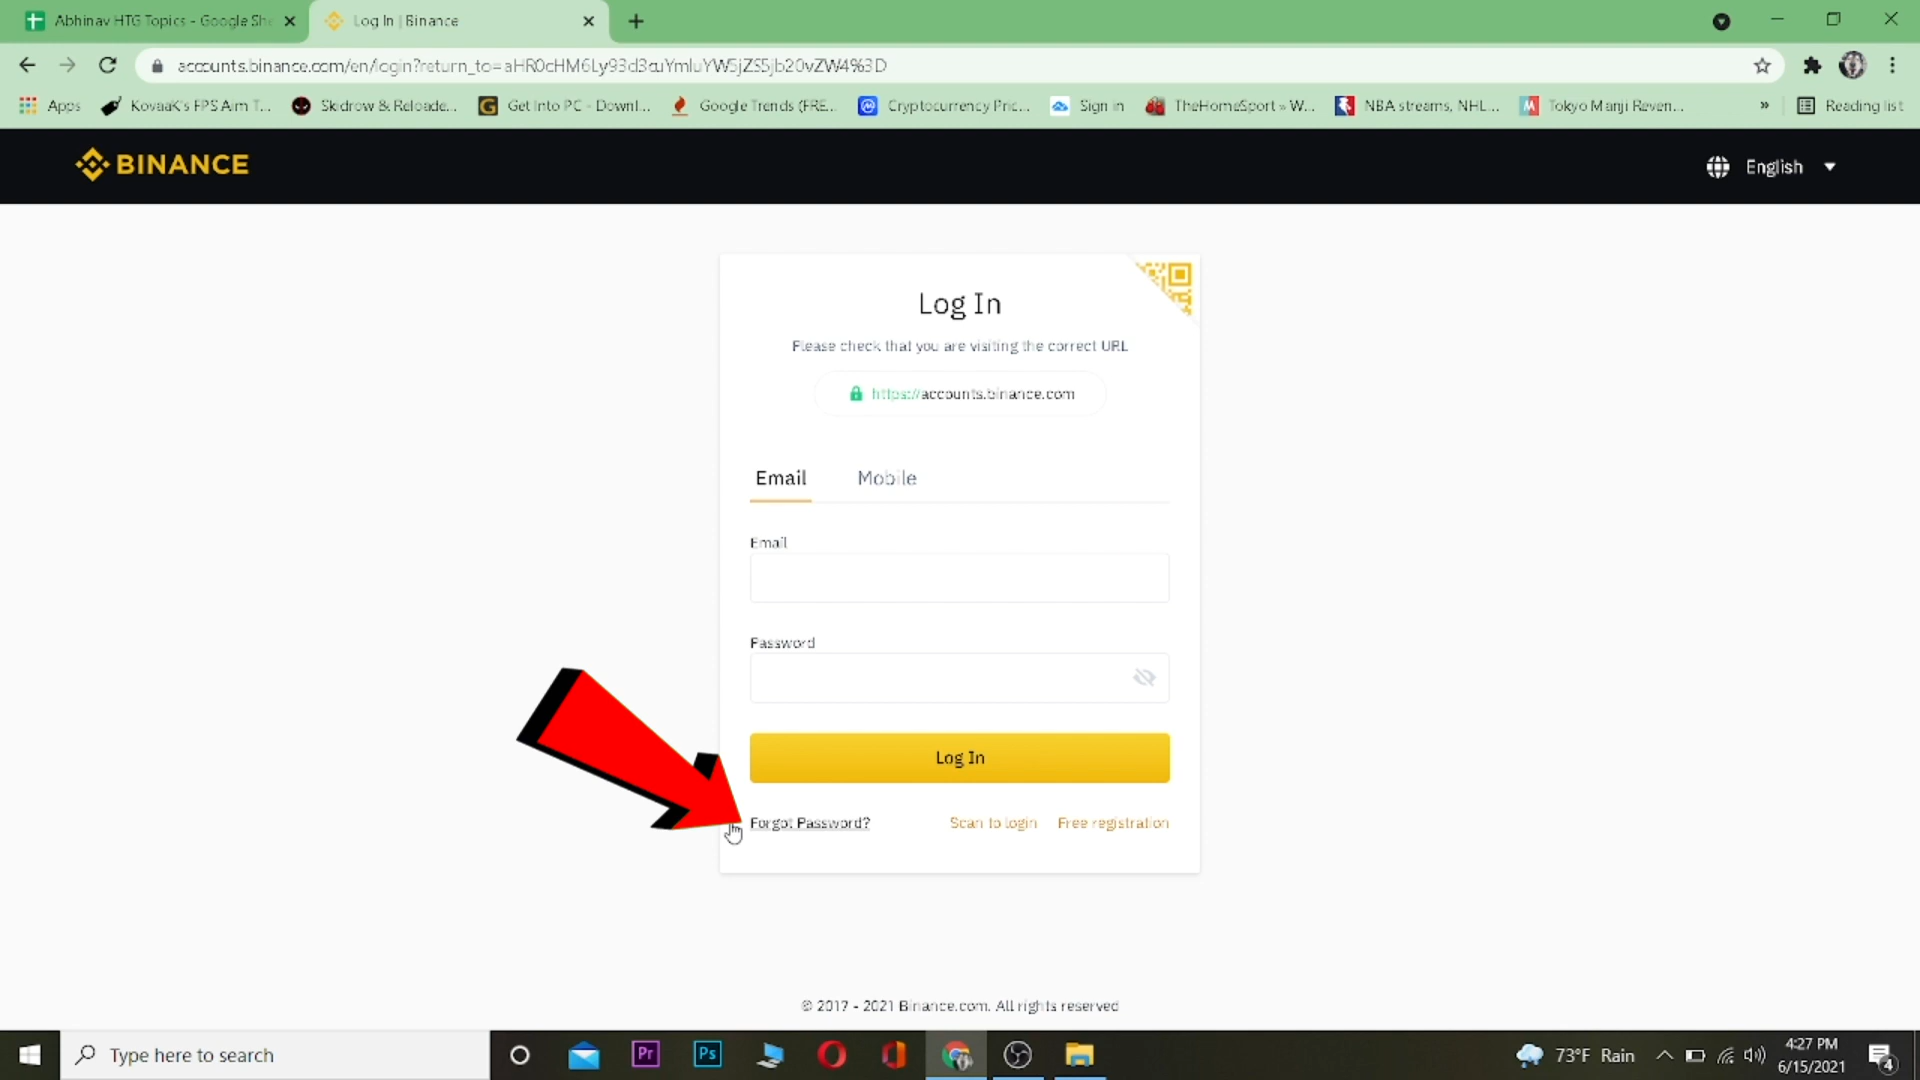 Abhinav HTG Topics - Google She
Log In | Binance
accounts.binance.com/en/login?return_to=aHR0cHM6Ly93d3cuYmluYW5jZS5jb20vZW4%3D
Apps
KovaaK's FPS Aim T...
Skidrow & Reloade...
Get Into PC - Downl...
Google Trends (FRE...
Cryptocurrency Pric...
Sign in
TheHomeSport » W...
NBA streams, NHL...
Tokyo Manji Reven...
»
Reading list
BINANCE
English
Log In
Please check that you are visiting the correct URL
https://accounts.binance.com
Email
Mobile
Email
Password
Log In
Forgot Password?
Scan to login
Free registration
© 2017 - 2021 Binance.com. All rights reserved
Type here to search
Pr
Ps
73°F Rain
4:27 PM
6/15/2021
4